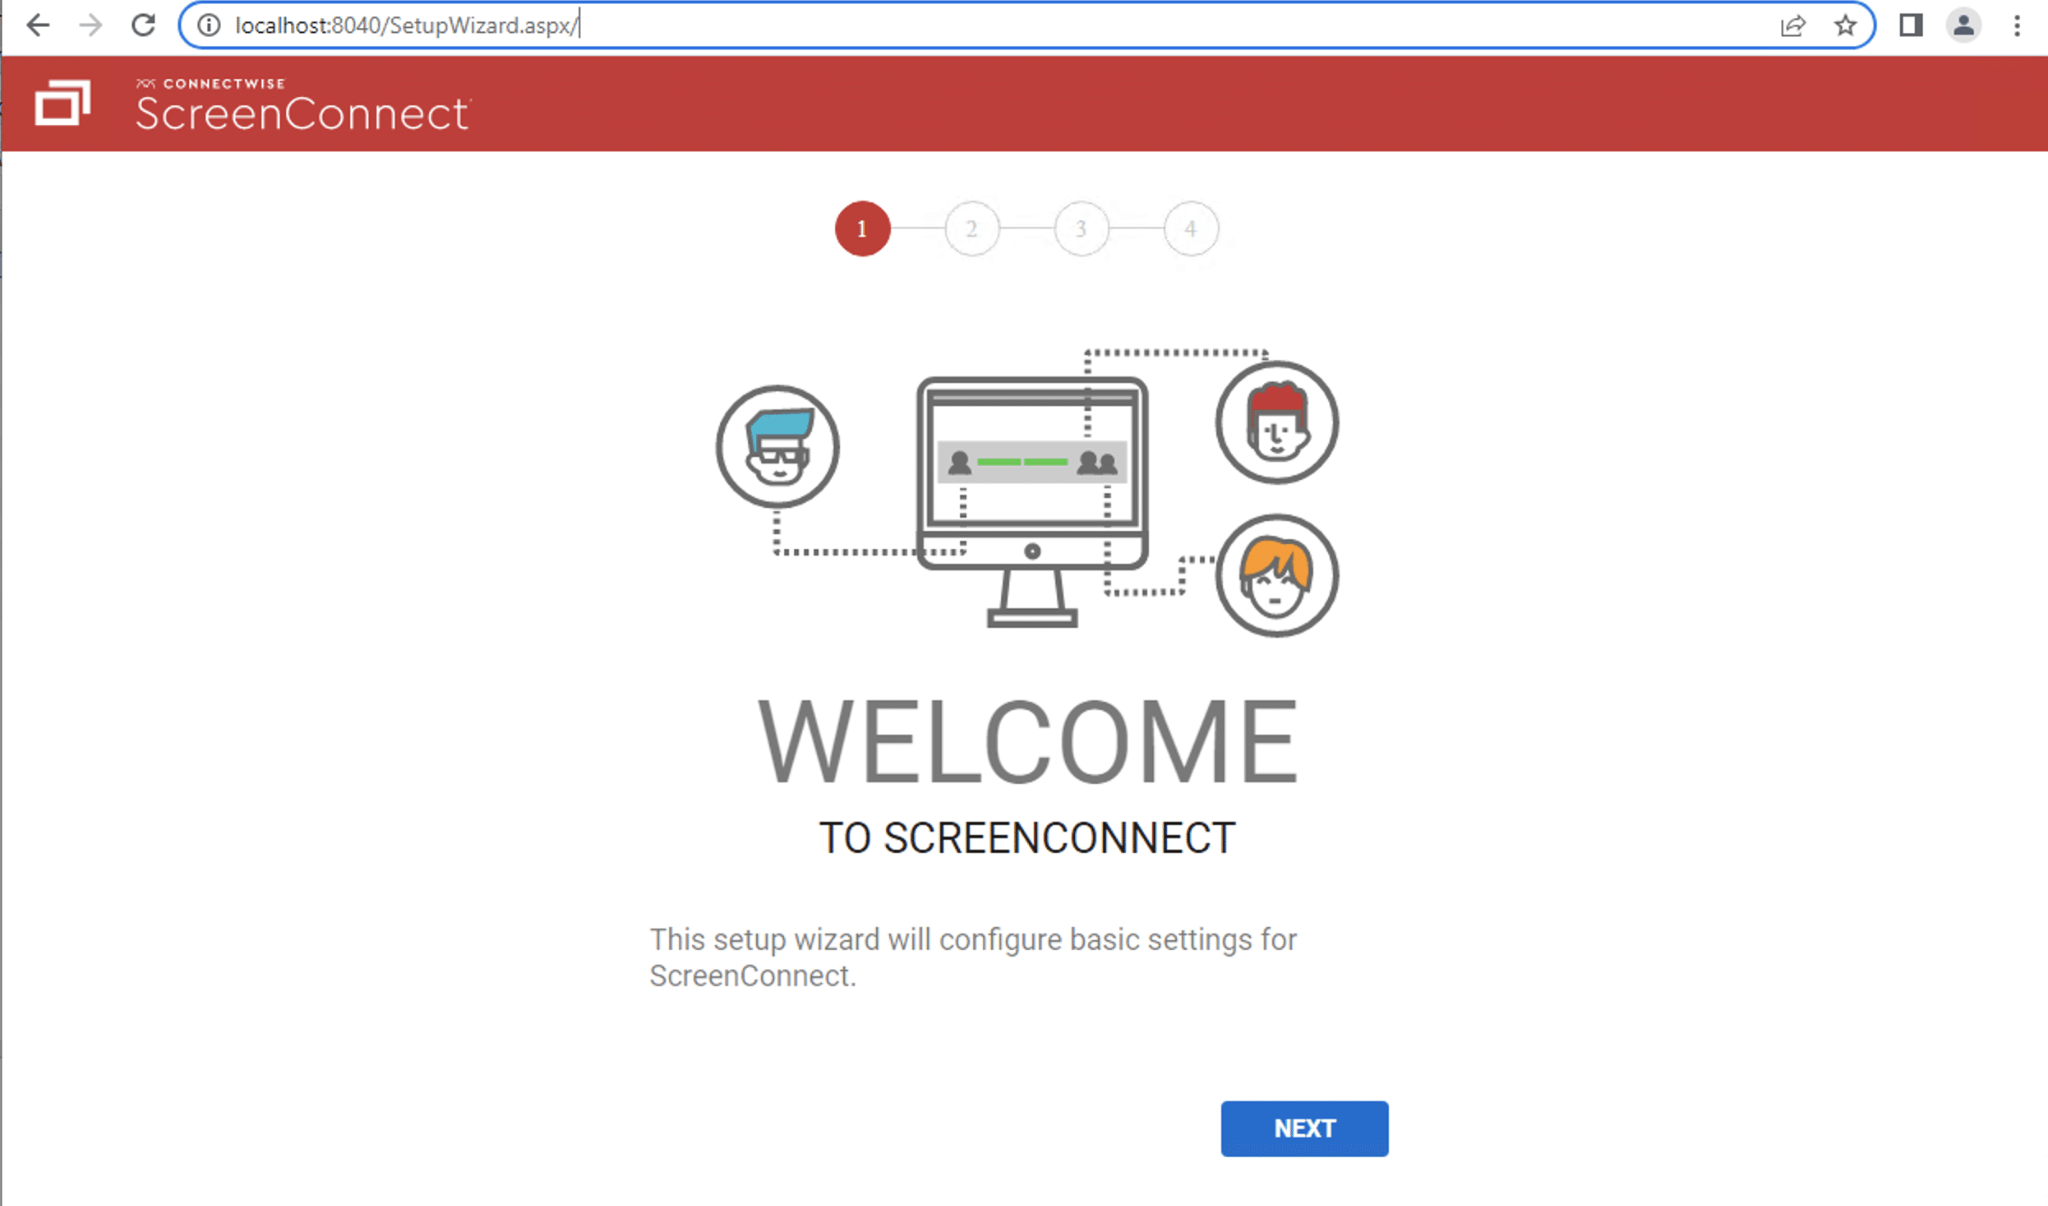 localhost:8040/SetupWizard.aspx/
CONNECTWISE
ScreenConnect
1 2 3 4
WELCOME
TO SCREENCONNECT
This setup wizard will configure basic settings for
ScreenConnect.
NEXT